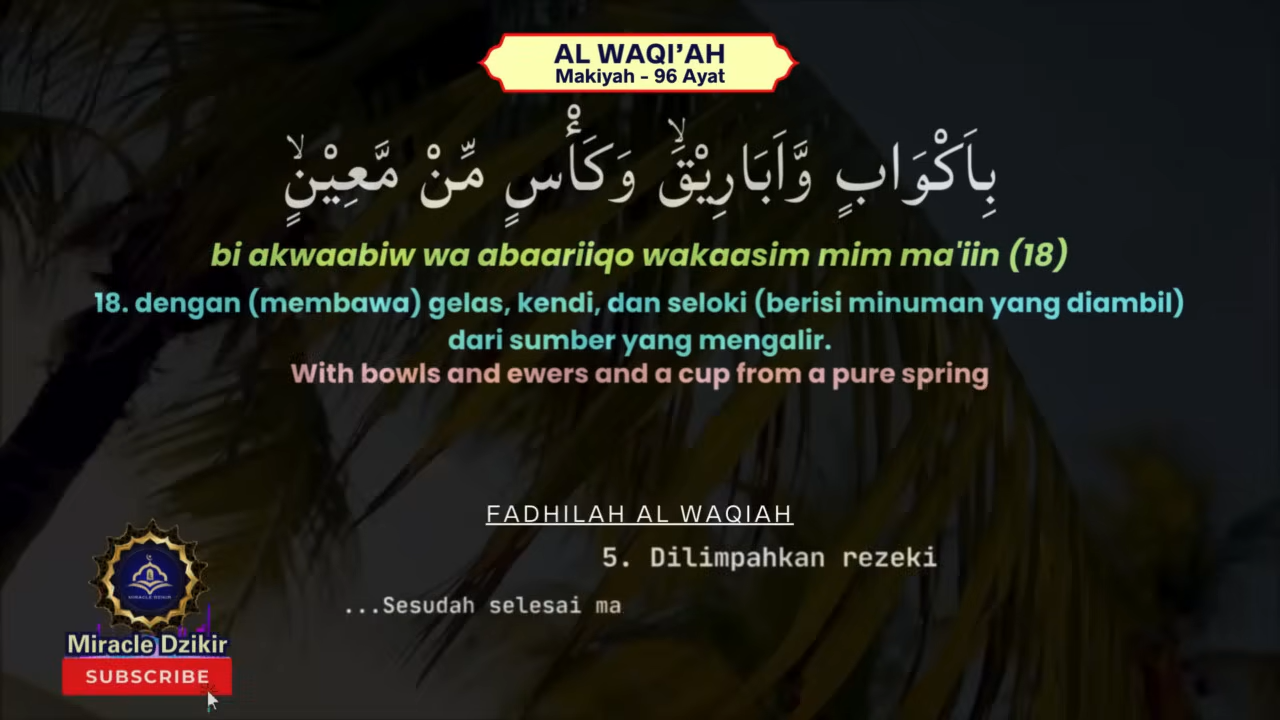 AL WAQI’AH
Makiyah - 96 Ayat
بِاَكْوَابٍ وَّاَبَارِيْقَۙ وَكَأْسٍ مِّنْ مَّعِيْنٍۙ
bi akwaabiw wa abaariiqo wakaasim mim ma'iin (18)
18. dengan (membawa) gelas, kendi, dan seloki (berisi minuman yang diambil)
dari sumber yang mengalir.
With bowls and ewers and a cup from a pure spring
FADHILAH AL WAQIAH
5. Dilimpahkan rezeki
...Sesudah selesai ma
MIRACLE DZIKIR
Miracle Dzikir
SUBSCRIBE